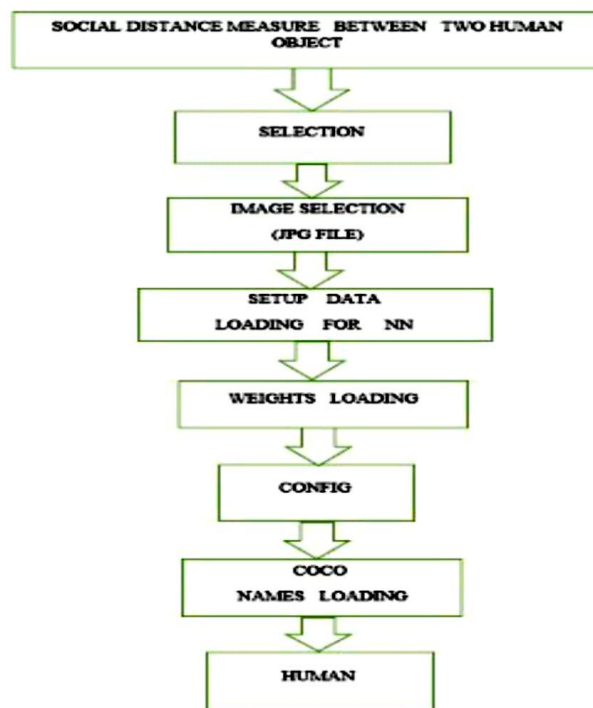 SOCIAL DISTANCE MEASURE BETWEEN TWO HUMAN
OBJECT
SELECTION
IMAGE SELECTION
(JPG FILE)
SETUP DATA
LOADING FOR NN
WEIGHTS LOADING
CONFIG
COCO
NAMES LOADING
HUMAN